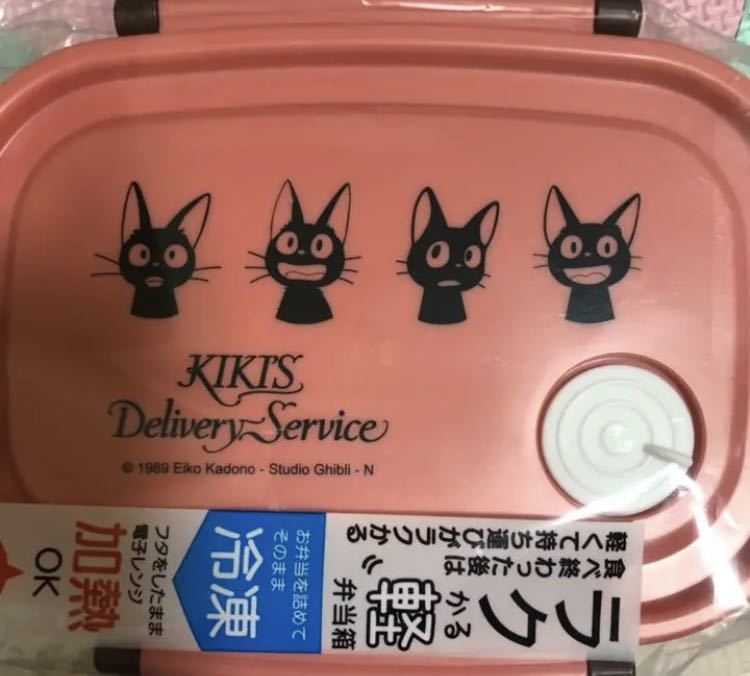 KIKI'S
Delivery Service
© 1989 Eiko Kadono - Studio Ghibli - N
食べ終わった後は
軽くて持ち運びがラクかる
ラクかる
軽弁当箱
お弁当を詰めて
そのまま
冷凍
フタをしたまま
電子レンジ
加熱
OK